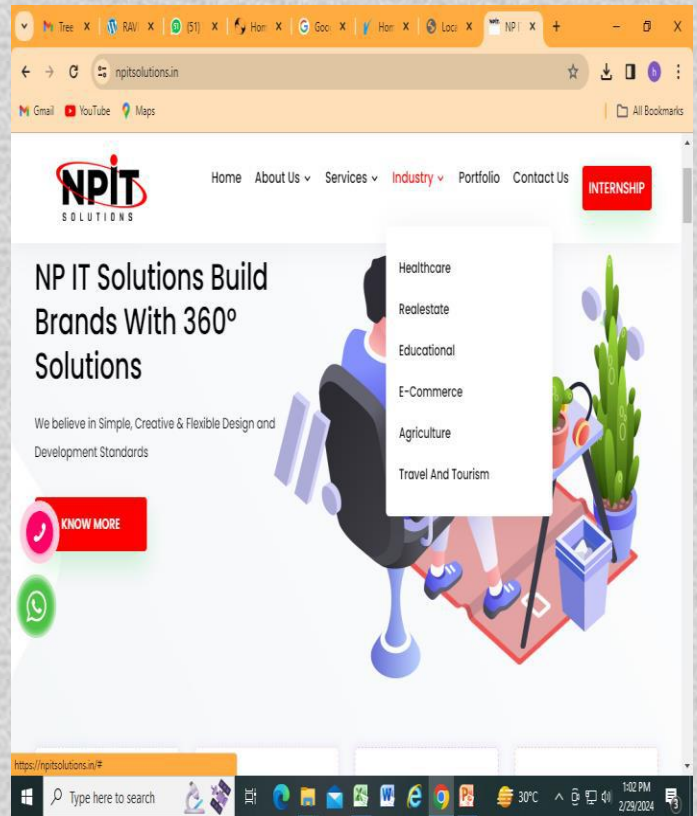 Tree
RAVI
(51)
Hom
Goo
Hom
Loca
NP I
npitsolutions.in
Gmail
YouTube
Maps
All Bookmarks
NPIT
SOLUTIONS
Home About Us Services Industry Portfolio Contact Us
INTERNSHIP
NP IT Solutions Build
Brands With 360º
Solutions
We believe in Simple, Creative & Flexible Design and
Development Standards
KNOW MORE
Healthcare
Realestate
Educational
E-Commerce
Agriculture
Travel And Tourism
https://npitsolutions.in/#
Type here to search
30°C
1:02 PM
2/29/2024